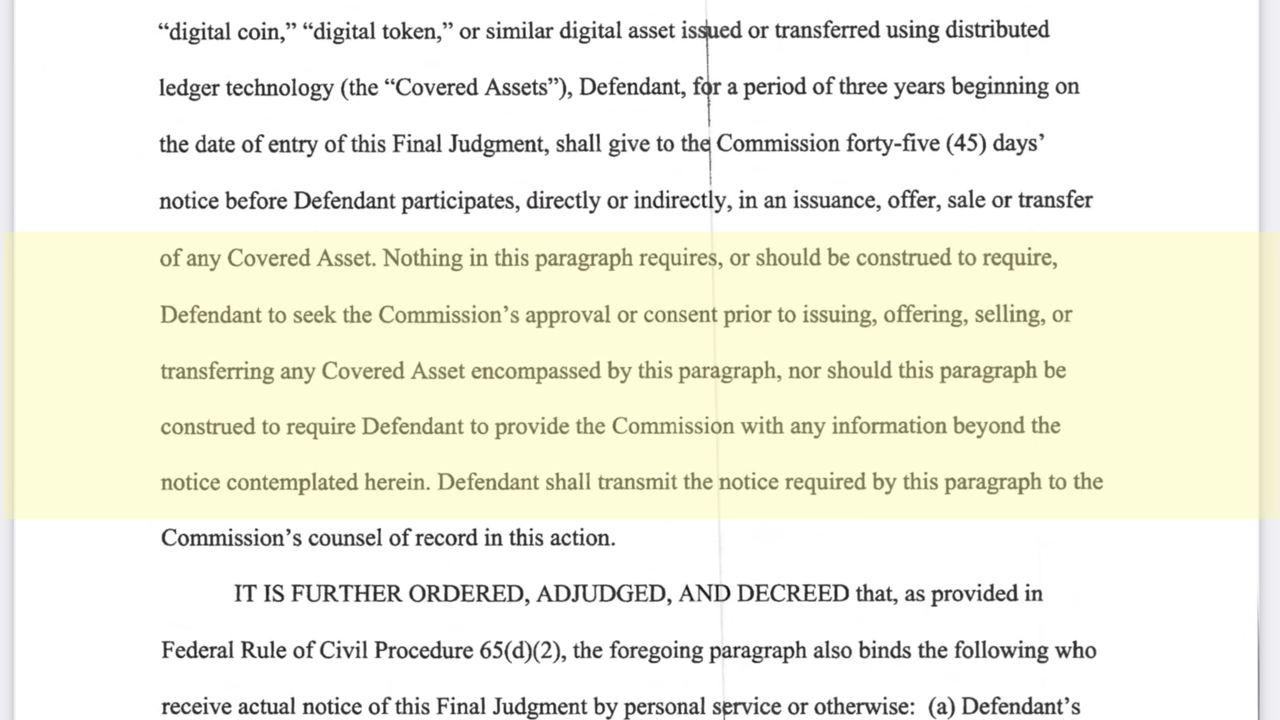 “digital coin,” “digital token,” or similar digital asset issued or transferred using distributed
ledger technology (the “Covered Assets”), Defendant, for a period of three years beginning on
the date of entry of this Final Judgment, shall give to the Commission forty-five (45) days’
notice before Defendant participates, directly or indirectly, in an issuance, offer, sale or transfer
of any Covered Asset. Nothing in this paragraph requires, or should be construed to require,
Defendant to seek the Commission’s approval or consent prior to issuing, offering, selling, or
transferring any Covered Asset encompassed by this paragraph, nor should this paragraph be
construed to require Defendant to provide the Commission with any information beyond the
notice contemplated herein. Defendant shall transmit the notice required by this paragraph to the
Commission’s counsel of record in this action.
IT IS FURTHER ORDERED, ADJUDGED, AND DECREED that, as provided in
Federal Rule of Civil Procedure 65(d)(2), the foregoing paragraph also binds the following who
receive actual notice of this Final Judgment by personal service or otherwise: (a) Defendant’s